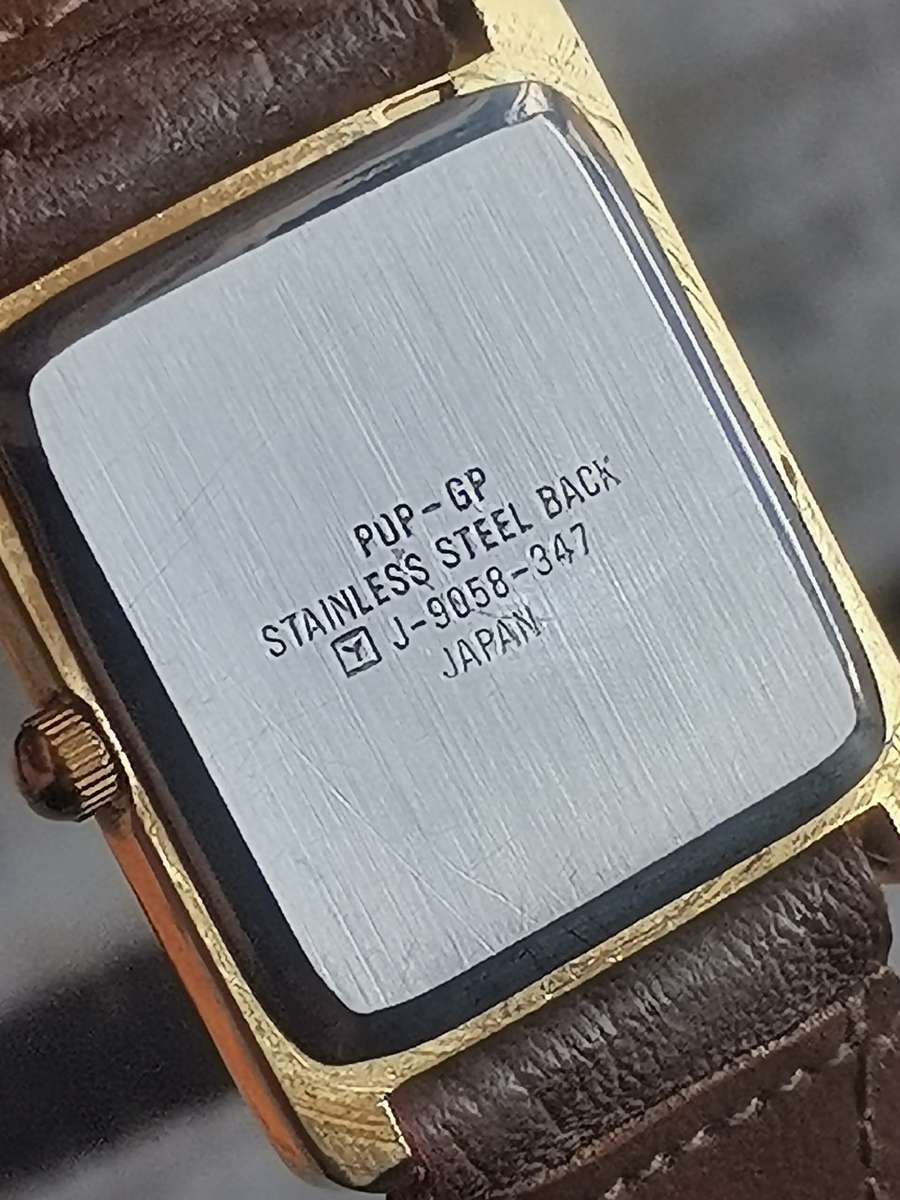 PUP-GP
STAINLESS STEEL BACK
Y J-9058-347
JAPAN